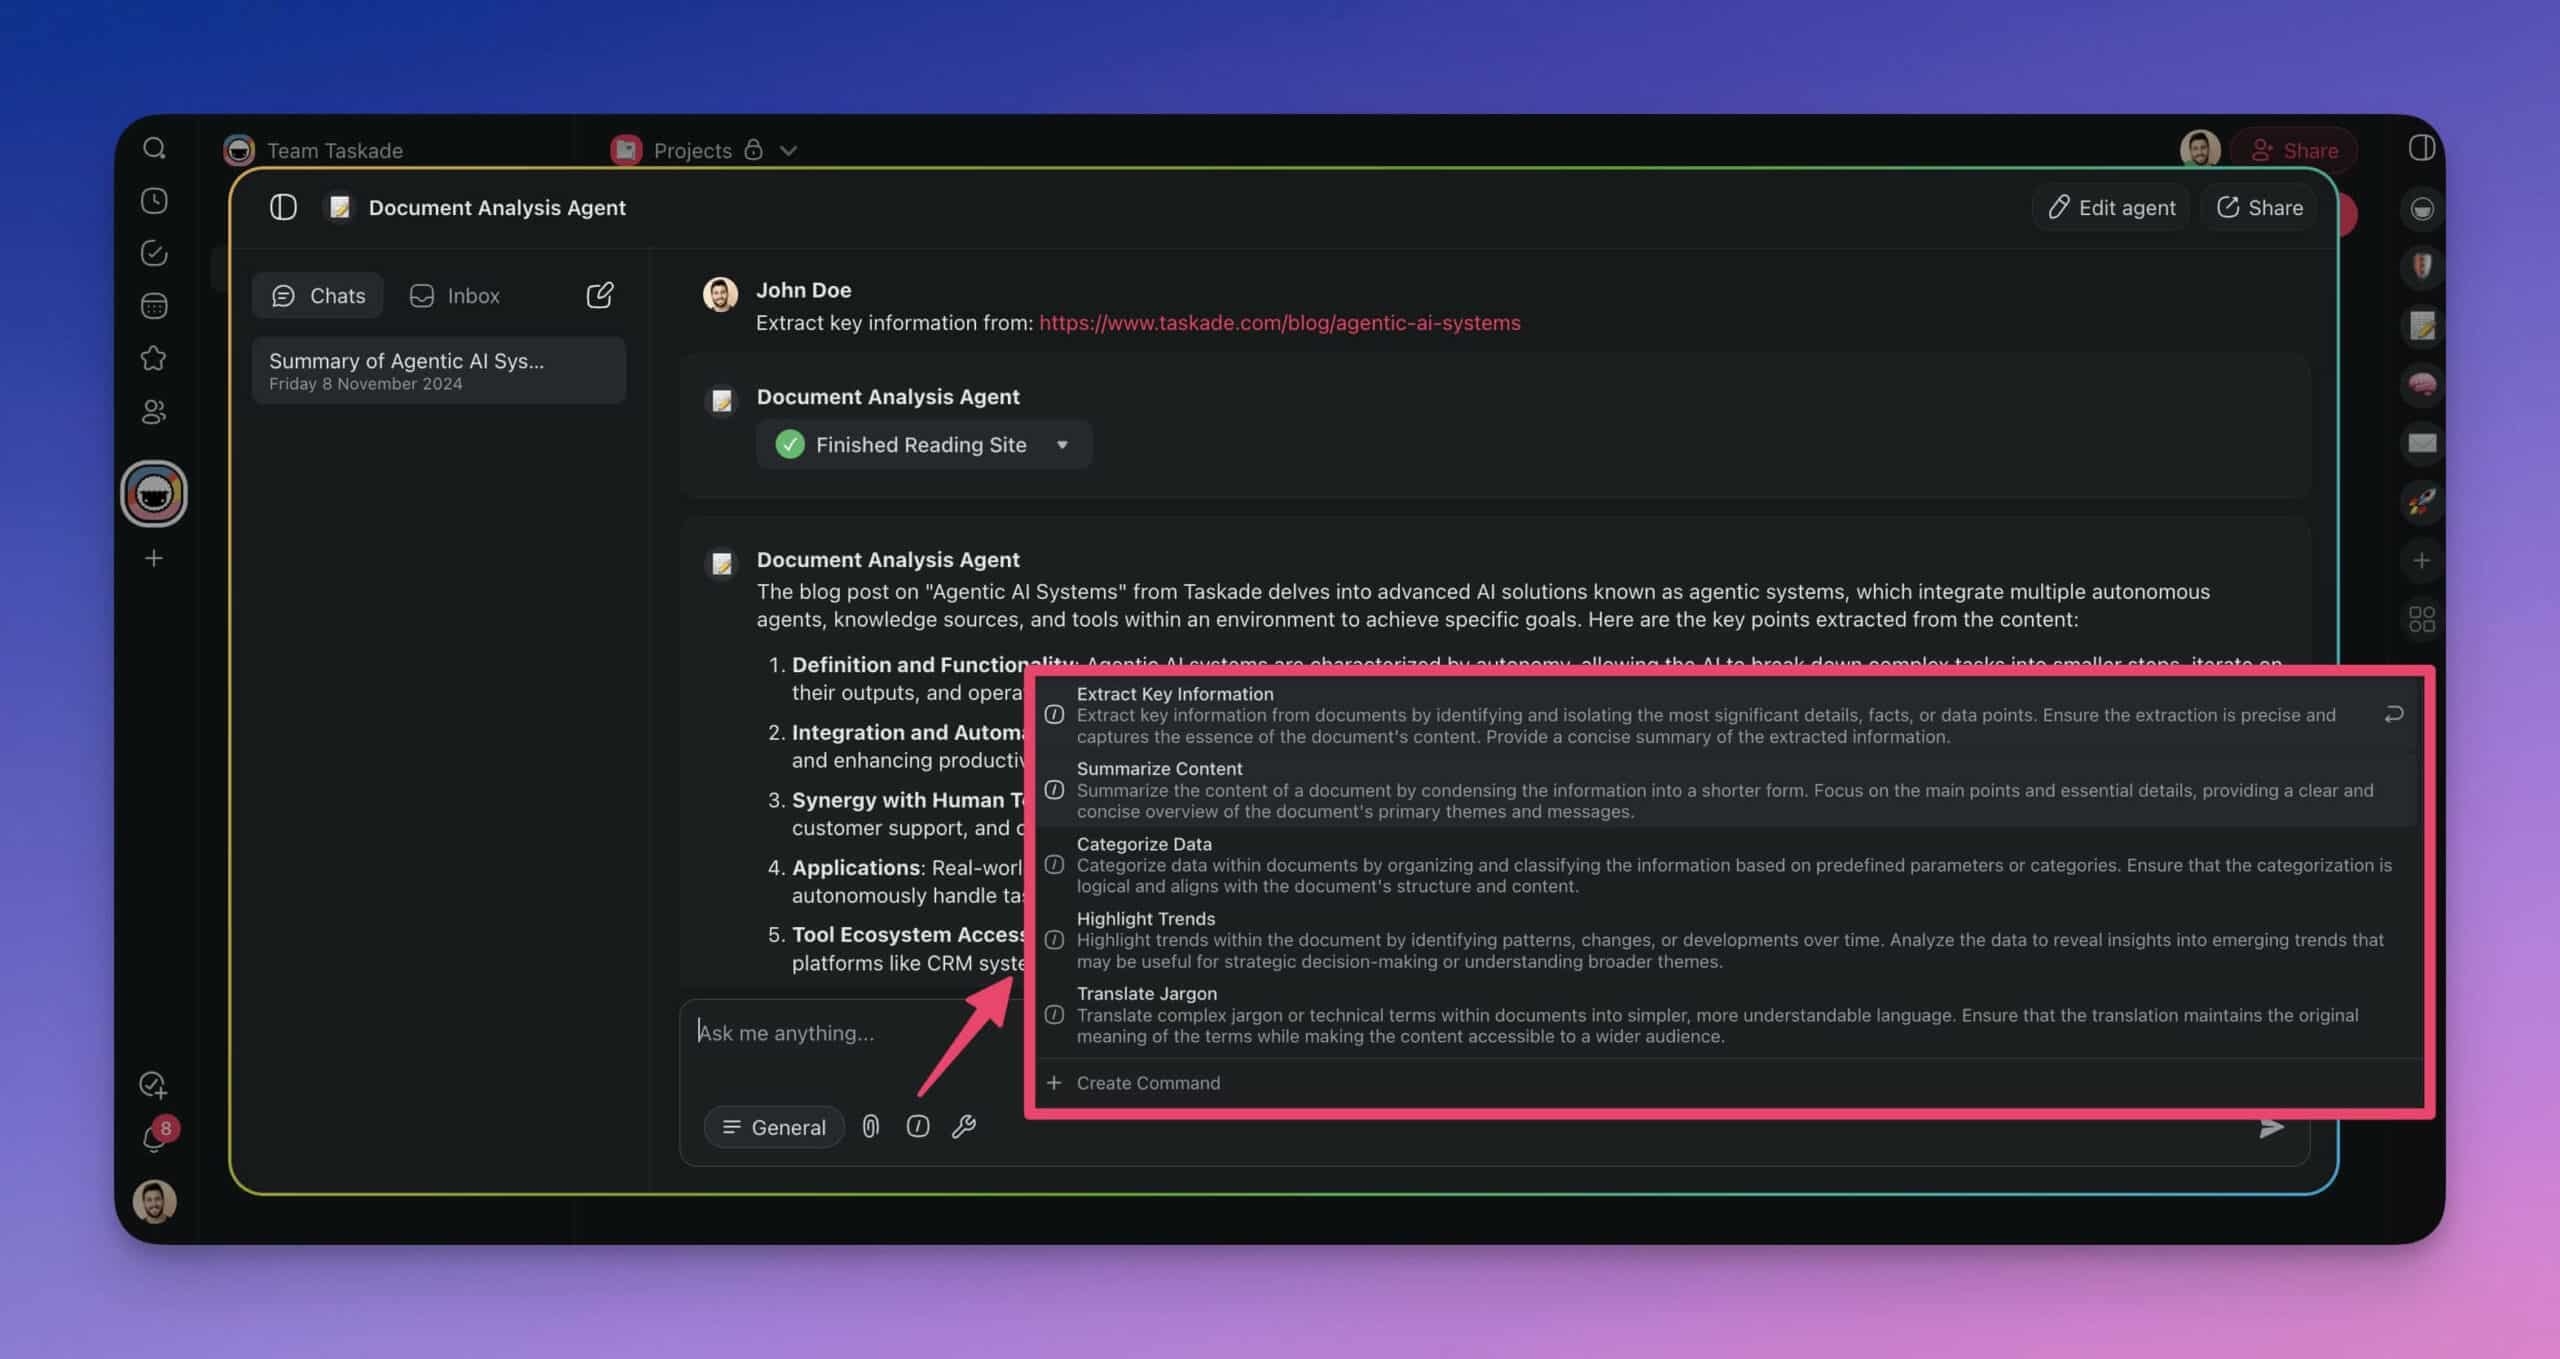 Team Taskade
Projects
Share
Document Analysis Agent
Edit agent
Share
Chats
Inbox
Summary of Agentic AI Sys...
Friday 8 November 2024
John Doe
Extract key information from: https://www.taskade.com/blog/agentic-ai-systems
Document Analysis Agent
Finished Reading Site
Document Analysis Agent
The blog post on "Agentic AI Systems" from Taskade delves into advanced AI solutions known as agentic systems, which integrate multiple autonomous
agents, knowledge sources, and tools within an environment to achieve specific goals. Here are the key points extracted from the content:
1. Definition and Functionality: Agentic AI systems are characterized by autonomy, allowing the AI to break down complex tasks into smaller steps, iterate on
their outputs, and opera
2. Integration and Automa
and enhancing productiv
3. Synergy with Human T
customer support, and
4. Applications: Real-worl
autonomously handle ta
5. Tool Ecosystem Access
platforms like CRM syste
Extract Key Information
Extract key information from documents by identifying and isolating the most significant details, facts, or data points. Ensure the extraction is precise and
captures the essence of the document's content. Provide a concise summary of the extracted information.
Summarize Content
Summarize the content of a document by condensing the information into a shorter form. Focus on the main points and essential details, providing a clear and
concise overview of the document's primary themes and messages.
Categorize Data
Categorize data within documents by organizing and classifying the information based on predefined parameters or categories. Ensure that the categorization is
logical and aligns with the document's structure and content.
Highlight Trends
Highlight trends within the document by identifying patterns, changes, or developments over time. Analyze the data to reveal insights into emerging trends that
may be useful for strategic decision-making or understanding broader themes.
Translate Jargon
Translate complex jargon or technical terms within documents into simpler, more understandable language. Ensure that the translation maintains the original
meaning of the terms while making the content accessible to a wider audience.
+ Create Command
Ask me anything...
General
8